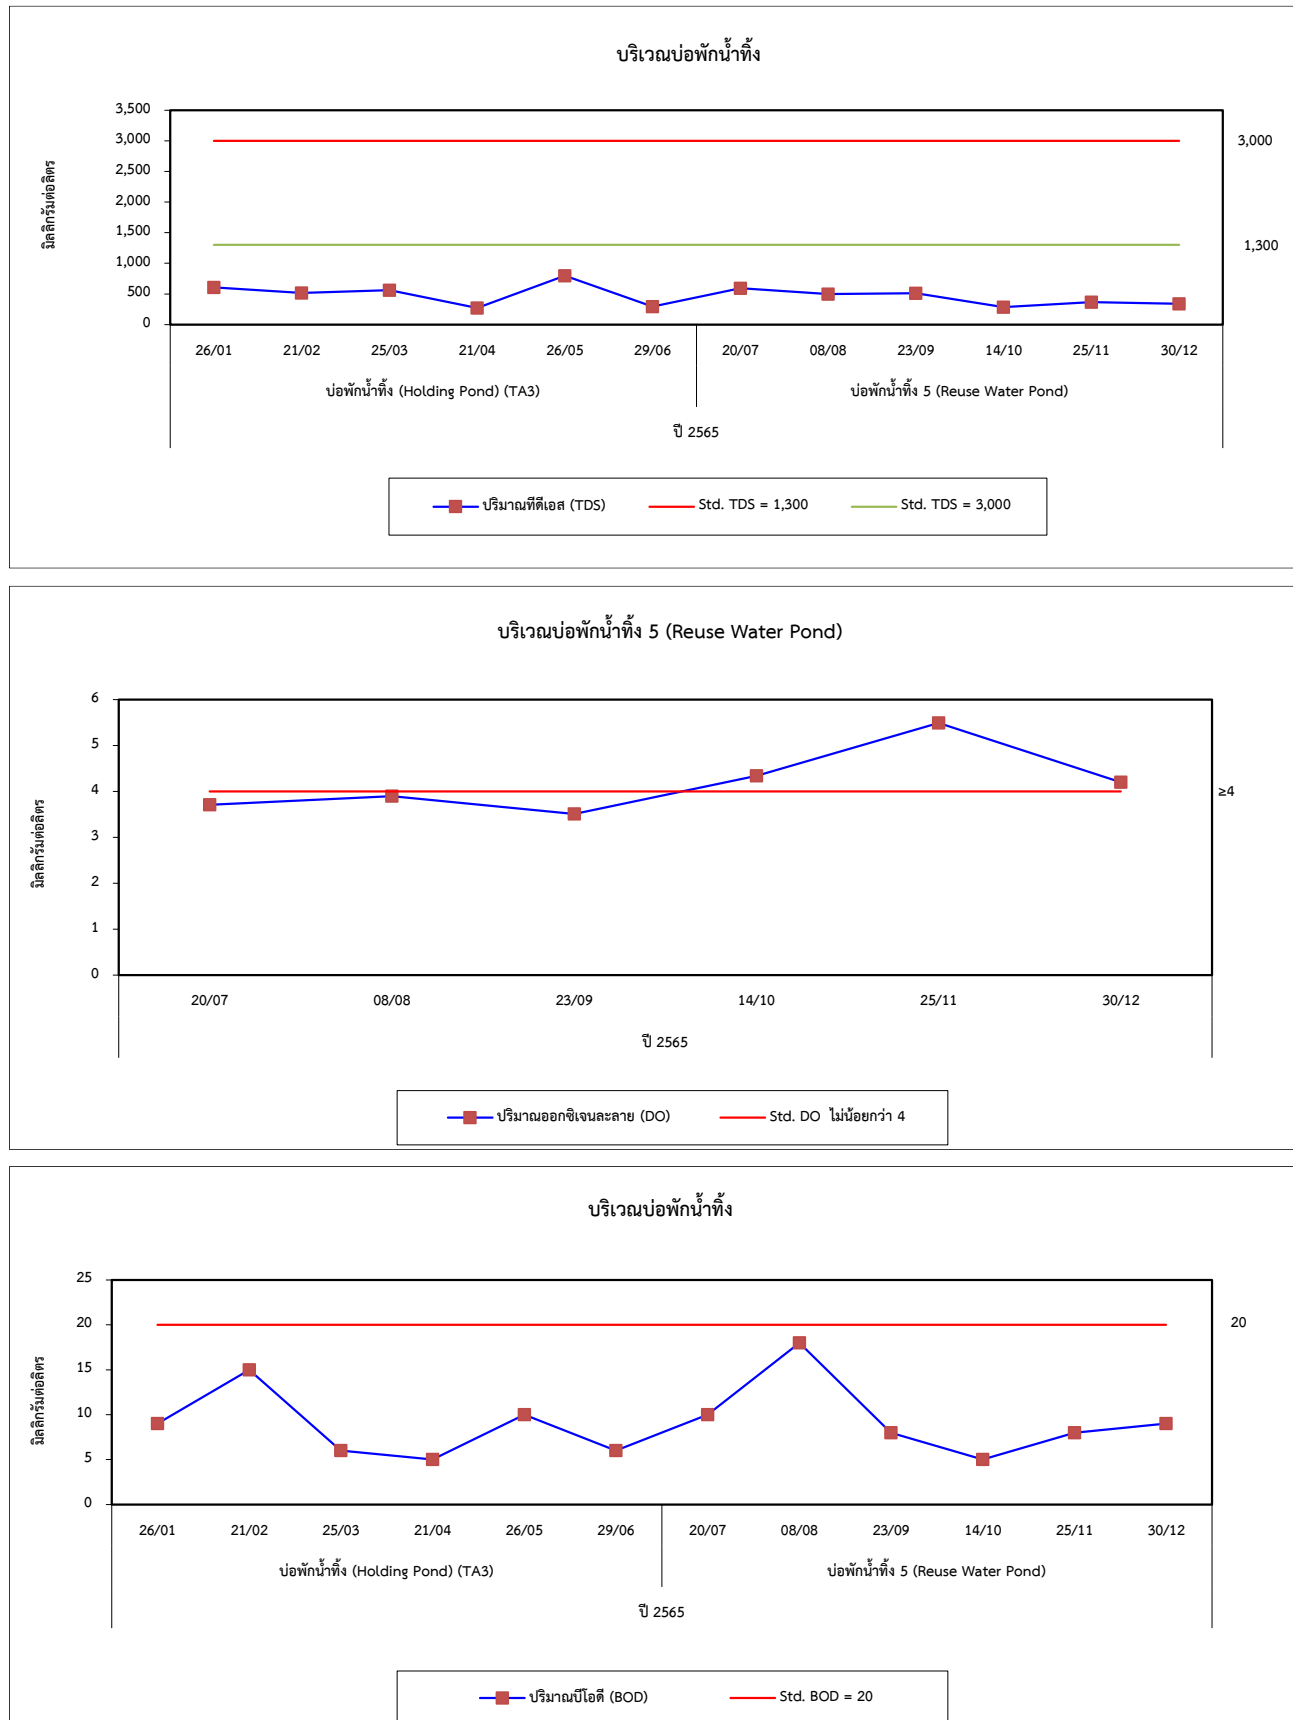 บริเวณบ่อพักน้ำทิ้ง
มิลลิกรัมต่อลิตร
3,500
3,000
2,500
2,000
1,500
1,000
500
0
3,000
1,300
26/01 21/02 25/03 21/04 26/05 29/06 20/07 08/08 23/09 14/10 25/11 30/12
บ่อพักน้ำทิ้ง (Holding Pond) (TA3) บ่อพักน้ำทิ้ง 5 (Reuse Water Pond)
ปี 2565
ปริมาณทีดีเอส (TDS) Std. TDS = 1,300 Std. TDS = 3,000
บริเวณบ่อพักน้ำทิ้ง 5 (Reuse Water Pond)
มิลลิกรัมต่อลิตร
6
5
4
3
2
1
0
≥4
20/07 08/08 23/09 14/10 25/11 30/12
ปี 2565
ปริมาณออกซิเจนละลาย (DO) Std. DO ไม่น้อยกว่า 4
บริเวณบ่อพักน้ำทิ้ง
มิลลิกรัมต่อลิตร
25
20
15
10
5
0
20
26/01 21/02 25/03 21/04 26/05 29/06 20/07 08/08 23/09 14/10 25/11 30/12
บ่อพักน้ำทิ้ง (Holding Pond) (TA3) บ่อพักน้ำทิ้ง 5 (Reuse Water Pond)
ปี 2565
ปริมาณบีโอดี (BOD) Std. BOD = 20